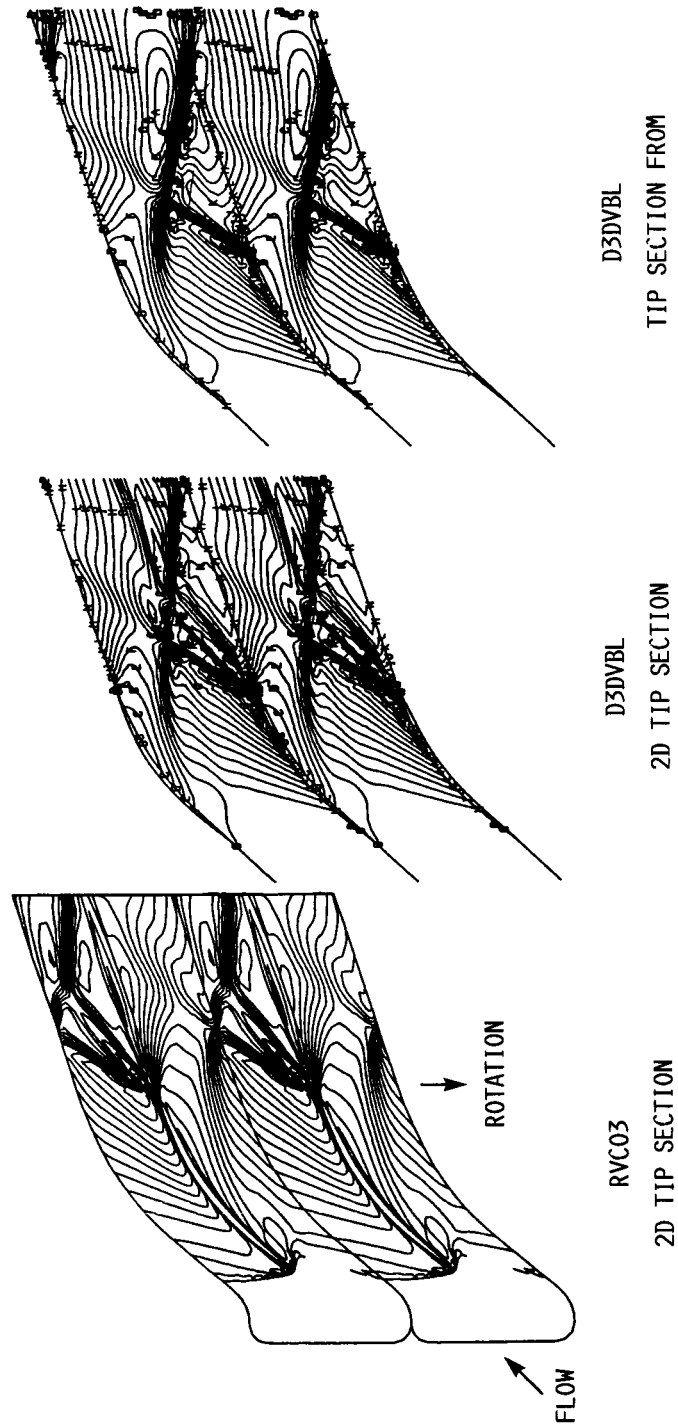 FLOW
ROTATION
RVC03
2D TIP SECTION
D3DVBL
2D TIP SECTION
D3DVBL
TIP SECTION FROM